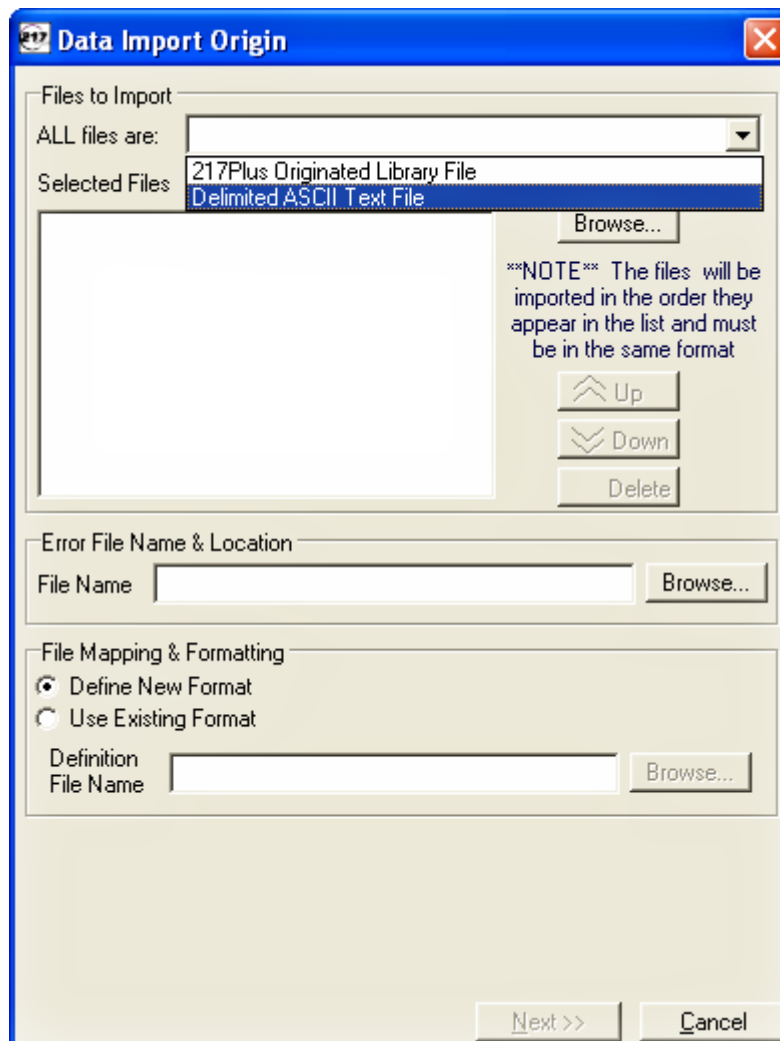 217 Data Import Origin
Files to Import
ALL files are:
217Plus Originated Library File
Delimited ASCII Text File
Selected Files
Browse...
**NOTE** The files will be
imported in the order they
appear in the list and must
be in the same format
Up
Down
Delete
Error File Name & Location
File Name
Browse...
File Mapping & Formatting
Define New Format
Use Existing Format
Definition
File Name
Browse...
Next >>
Cancel